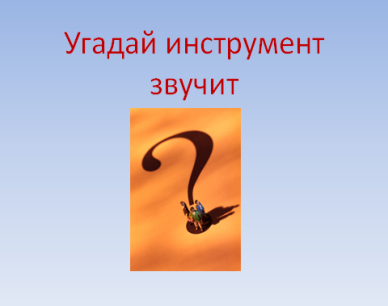 Угадай инструмент
звучит